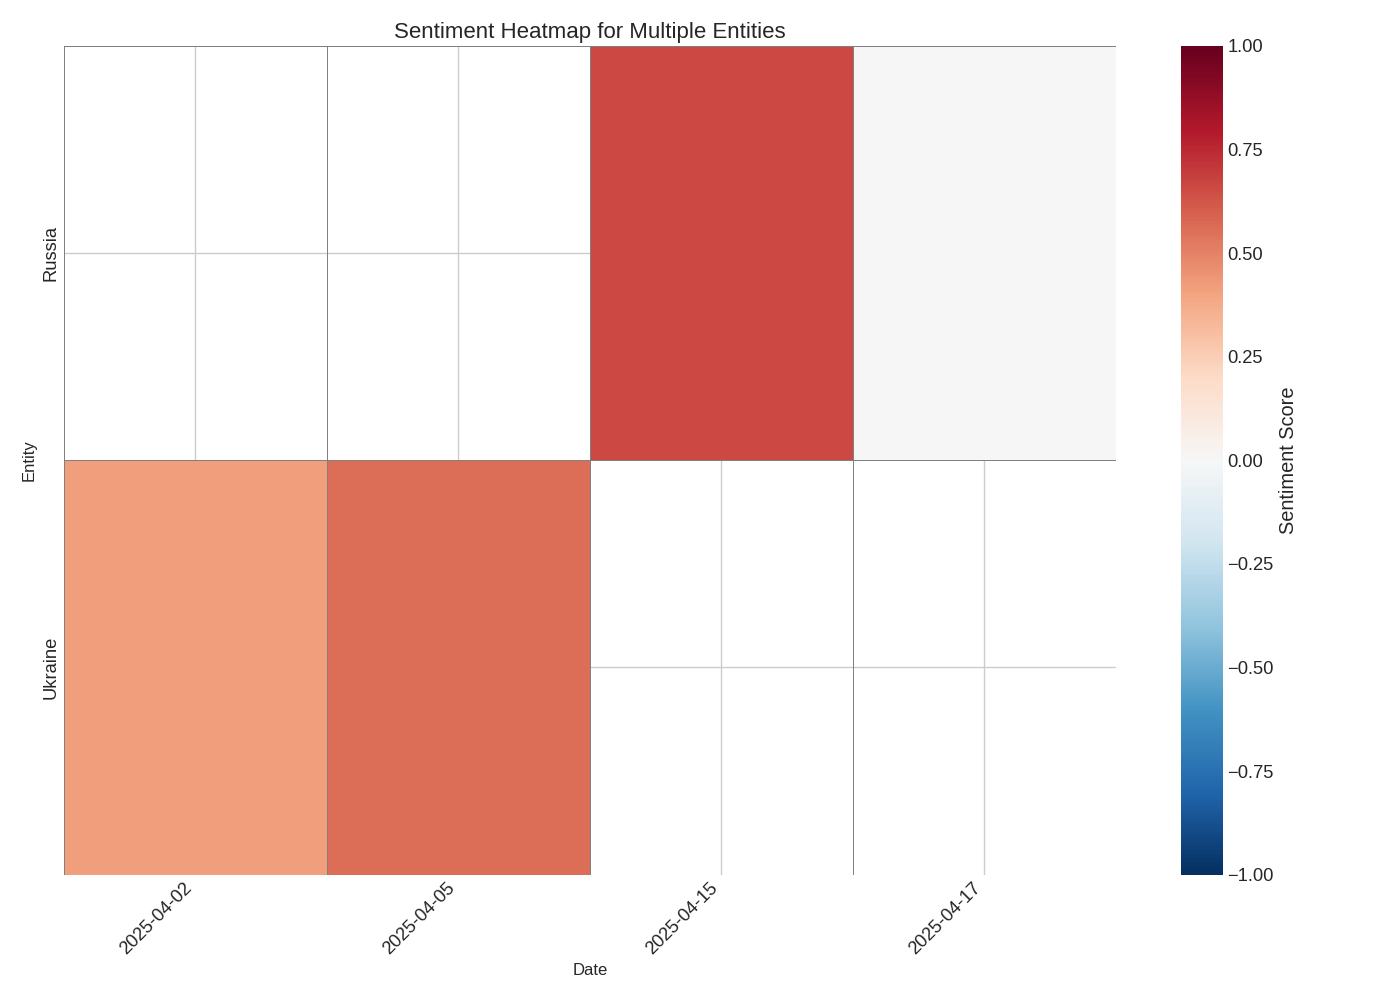 Sentiment Heatmap for Multiple Entities
Entity
Russia
Ukraine
2025-04-02
2025-04-05
2025-04-15
2025-04-17
Date
1.00
0.75
0.50
0.25
0.00
−0.25
−0.50
−0.75
−1.00
Sentiment Score